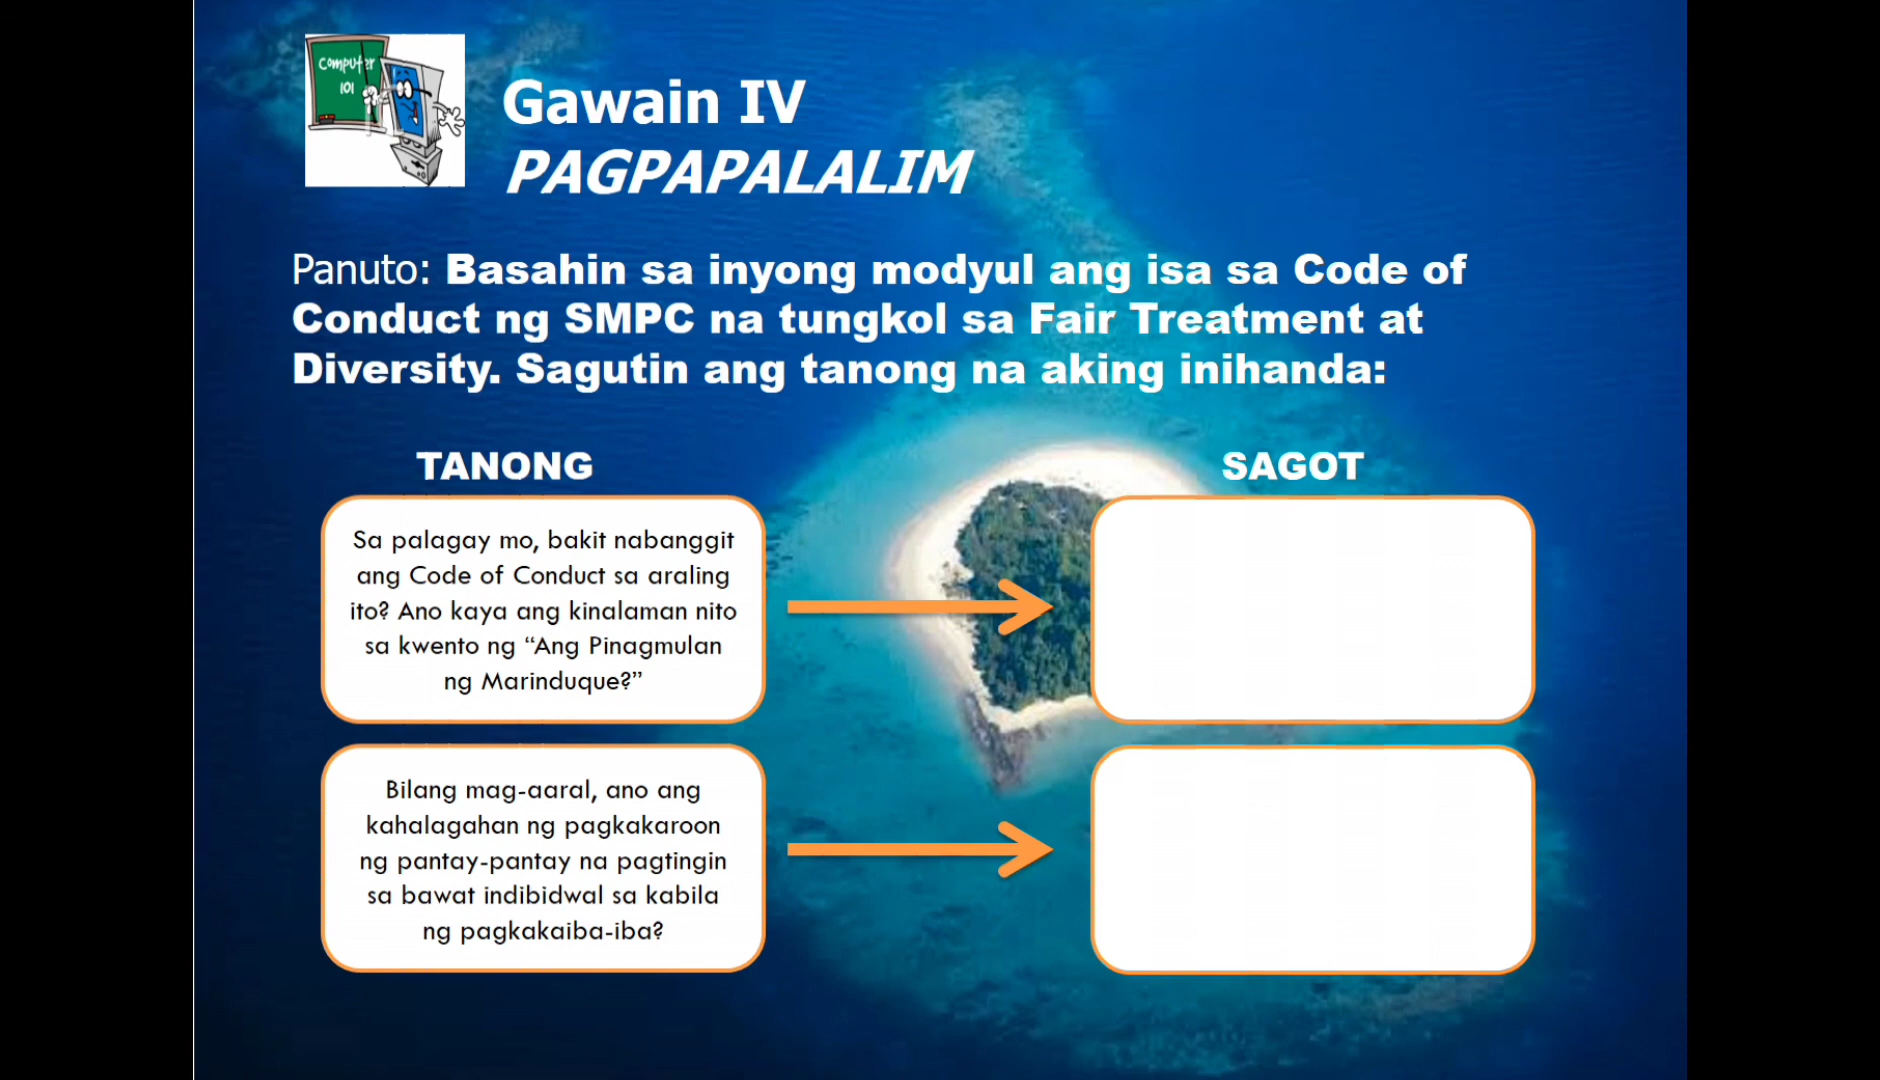 Computer
101
Gawain IV
PAGPAPALALIM
Panuto: Basahin sa inyong modyul ang isa sa Code of
Conduct ng SMPC na tungkol sa Fair Treatment at
Diversity. Sagutin ang tanong na aking inihanda:
TANONG
SAGOT
Sa palagay mo, bakit nabanggit
ang Code of Conduct sa araling
ito? Ano kaya ang kinalaman nito
sa kwento ng “Ang Pinagmulan
ng Marinduque?”
Bilang mag-aaral, ano ang
kahalagahan ng pagkakaroon
ng pantay-pantay na pagtingin
sa bawat indibidwal sa kabila
ng pagkakaiba-iba?